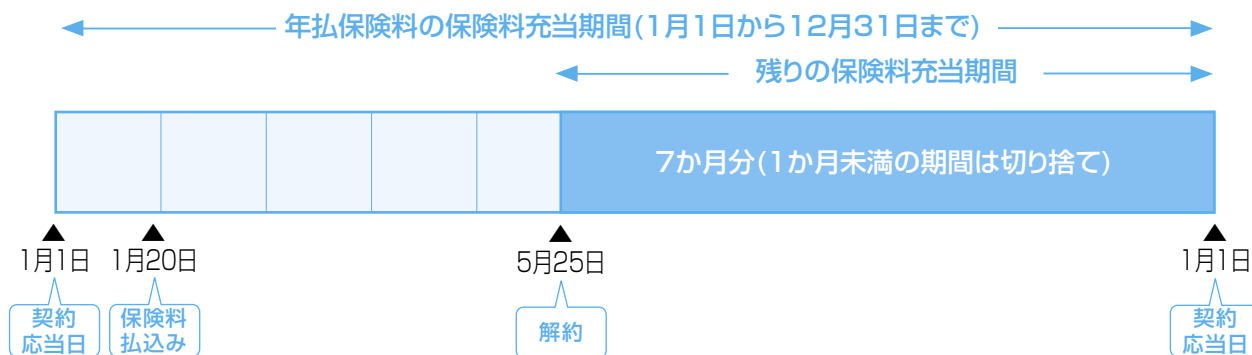 年払保険料の保険料充当期間(1月1日から12月31日まで)
残りの保険料充当期間
7か月分(1か月未満の期間は切り捨て)
1月1日 1月20日 5月25日 1月1日
契約 保険料 解約 契約
応当日 払込み 応当日